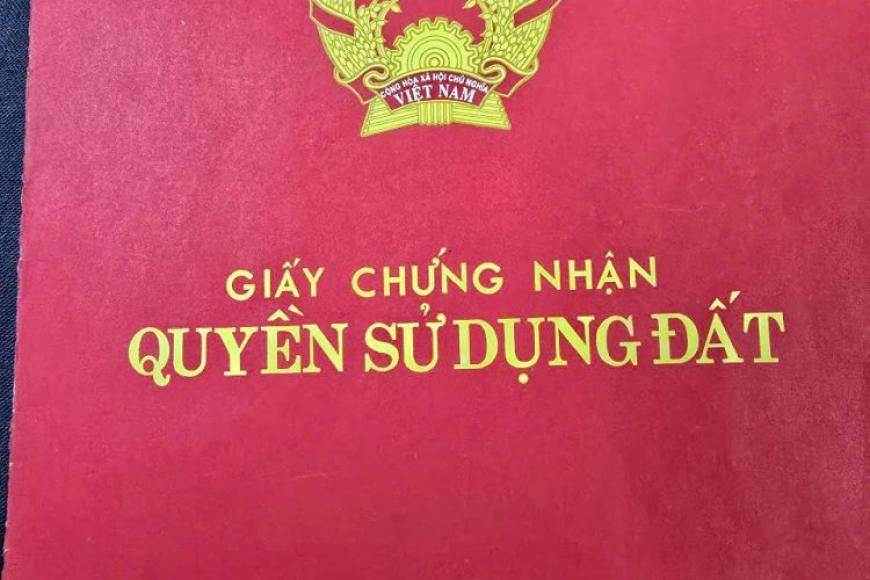 CỘNG HÒA XÃ HỘI CHỦ NGHĨA
VIỆT NAM
GIẤY CHỨNG NHẬN
QUYỀN SỬ DỤNG ĐẤT